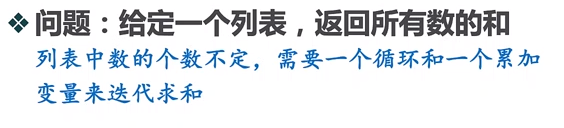 ❖ 问题：给定一个列表，返回所有数的和
列表中数的个数不定，需要一个循环和一个累加
变量来迭代求和